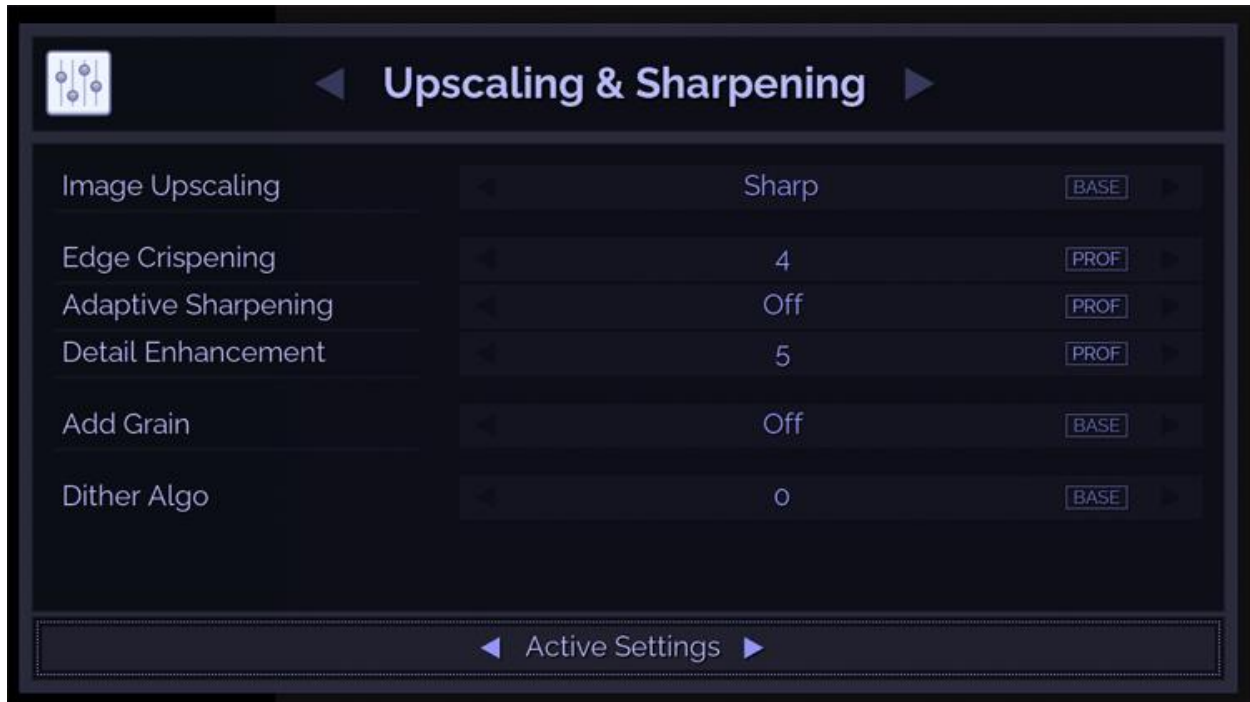 Upscaling & Sharpening
Image Upscaling Sharp BASE
Edge Crispening 4 PROF
Adaptive Sharpening Off PROF
Detail Enhancement 5 PROF
Add Grain Off BASE
Dither Algo 0 BASE
Active Settings